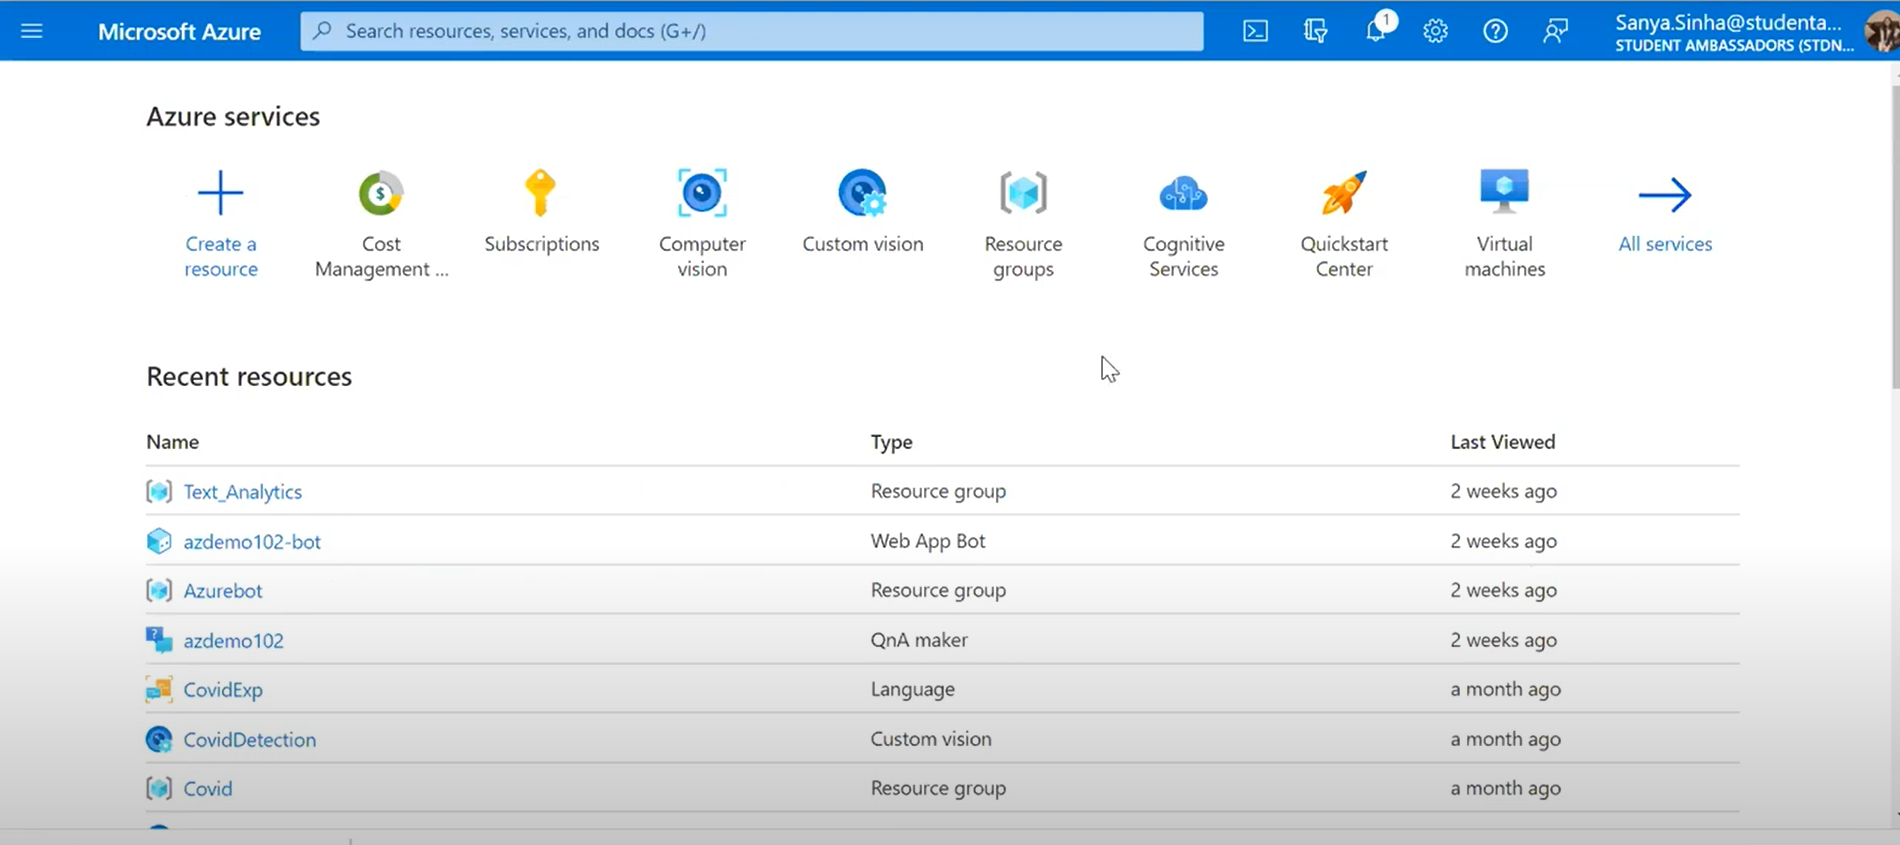 Microsoft Azure
Search resources, services, and docs (G+/)
1
Sanya.Sinha@studenta...
STUDENT AMBASSADORS (STDN...
Azure services
Create a
resource
Cost
Management ...
Subscriptions
Computer
vision
Custom vision
Resource
groups
Cognitive
Services
Quickstart
Center
Virtual
machines
All services
Recent resources
Name Type Last Viewed
Text_Analytics Resource group 2 weeks ago
azdemo102-bot Web App Bot 2 weeks ago
Azurebot Resource group 2 weeks ago
azdemo102 QnA maker 2 weeks ago
CovidExp Language a month ago
CovidDetection Custom vision a month ago
Covid Resource group a month ago